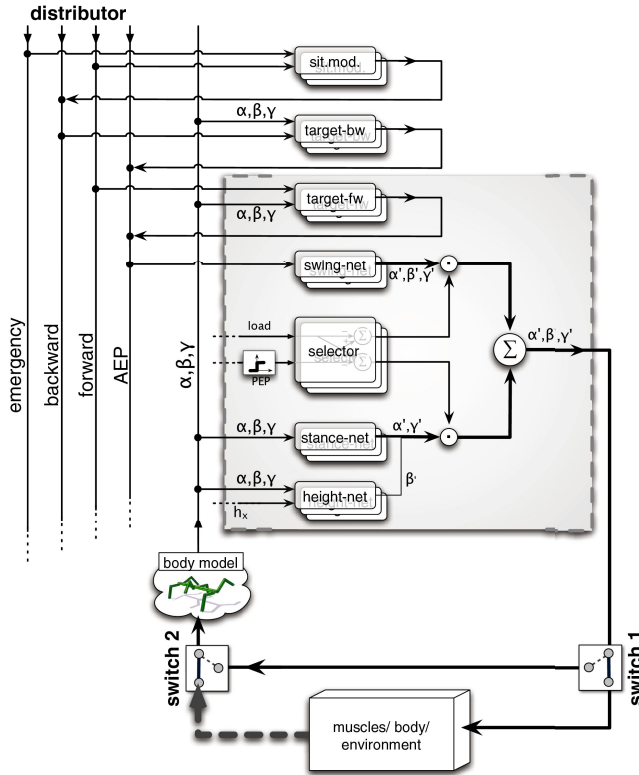 distributor
sit.mod.
α,β,γ
target-bw
target-fw
α,β,γ
swing-net
α',β',γ'
load
selector
PEP
Σ
α',β,γ'
emergency
backward
forward
AEP
α,β,γ
α,β,γ
stance-net
α',γ'
β'
α,β,γ
height-net
hx
body model
switch 2
switch 1
muscles/ body/
environment